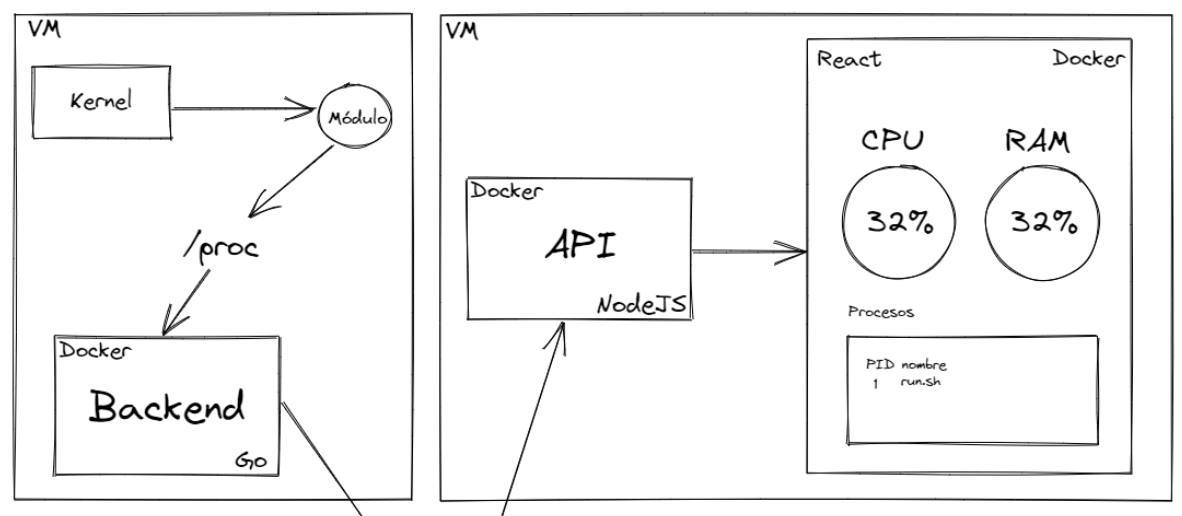 VM
Kernel
Módulo
/proc
Docker
Backend
Go
VM
Docker
API
NodeJS
React Docker
CPU RAM
32% 32%
Procesos
PID nombre
1 run.sh